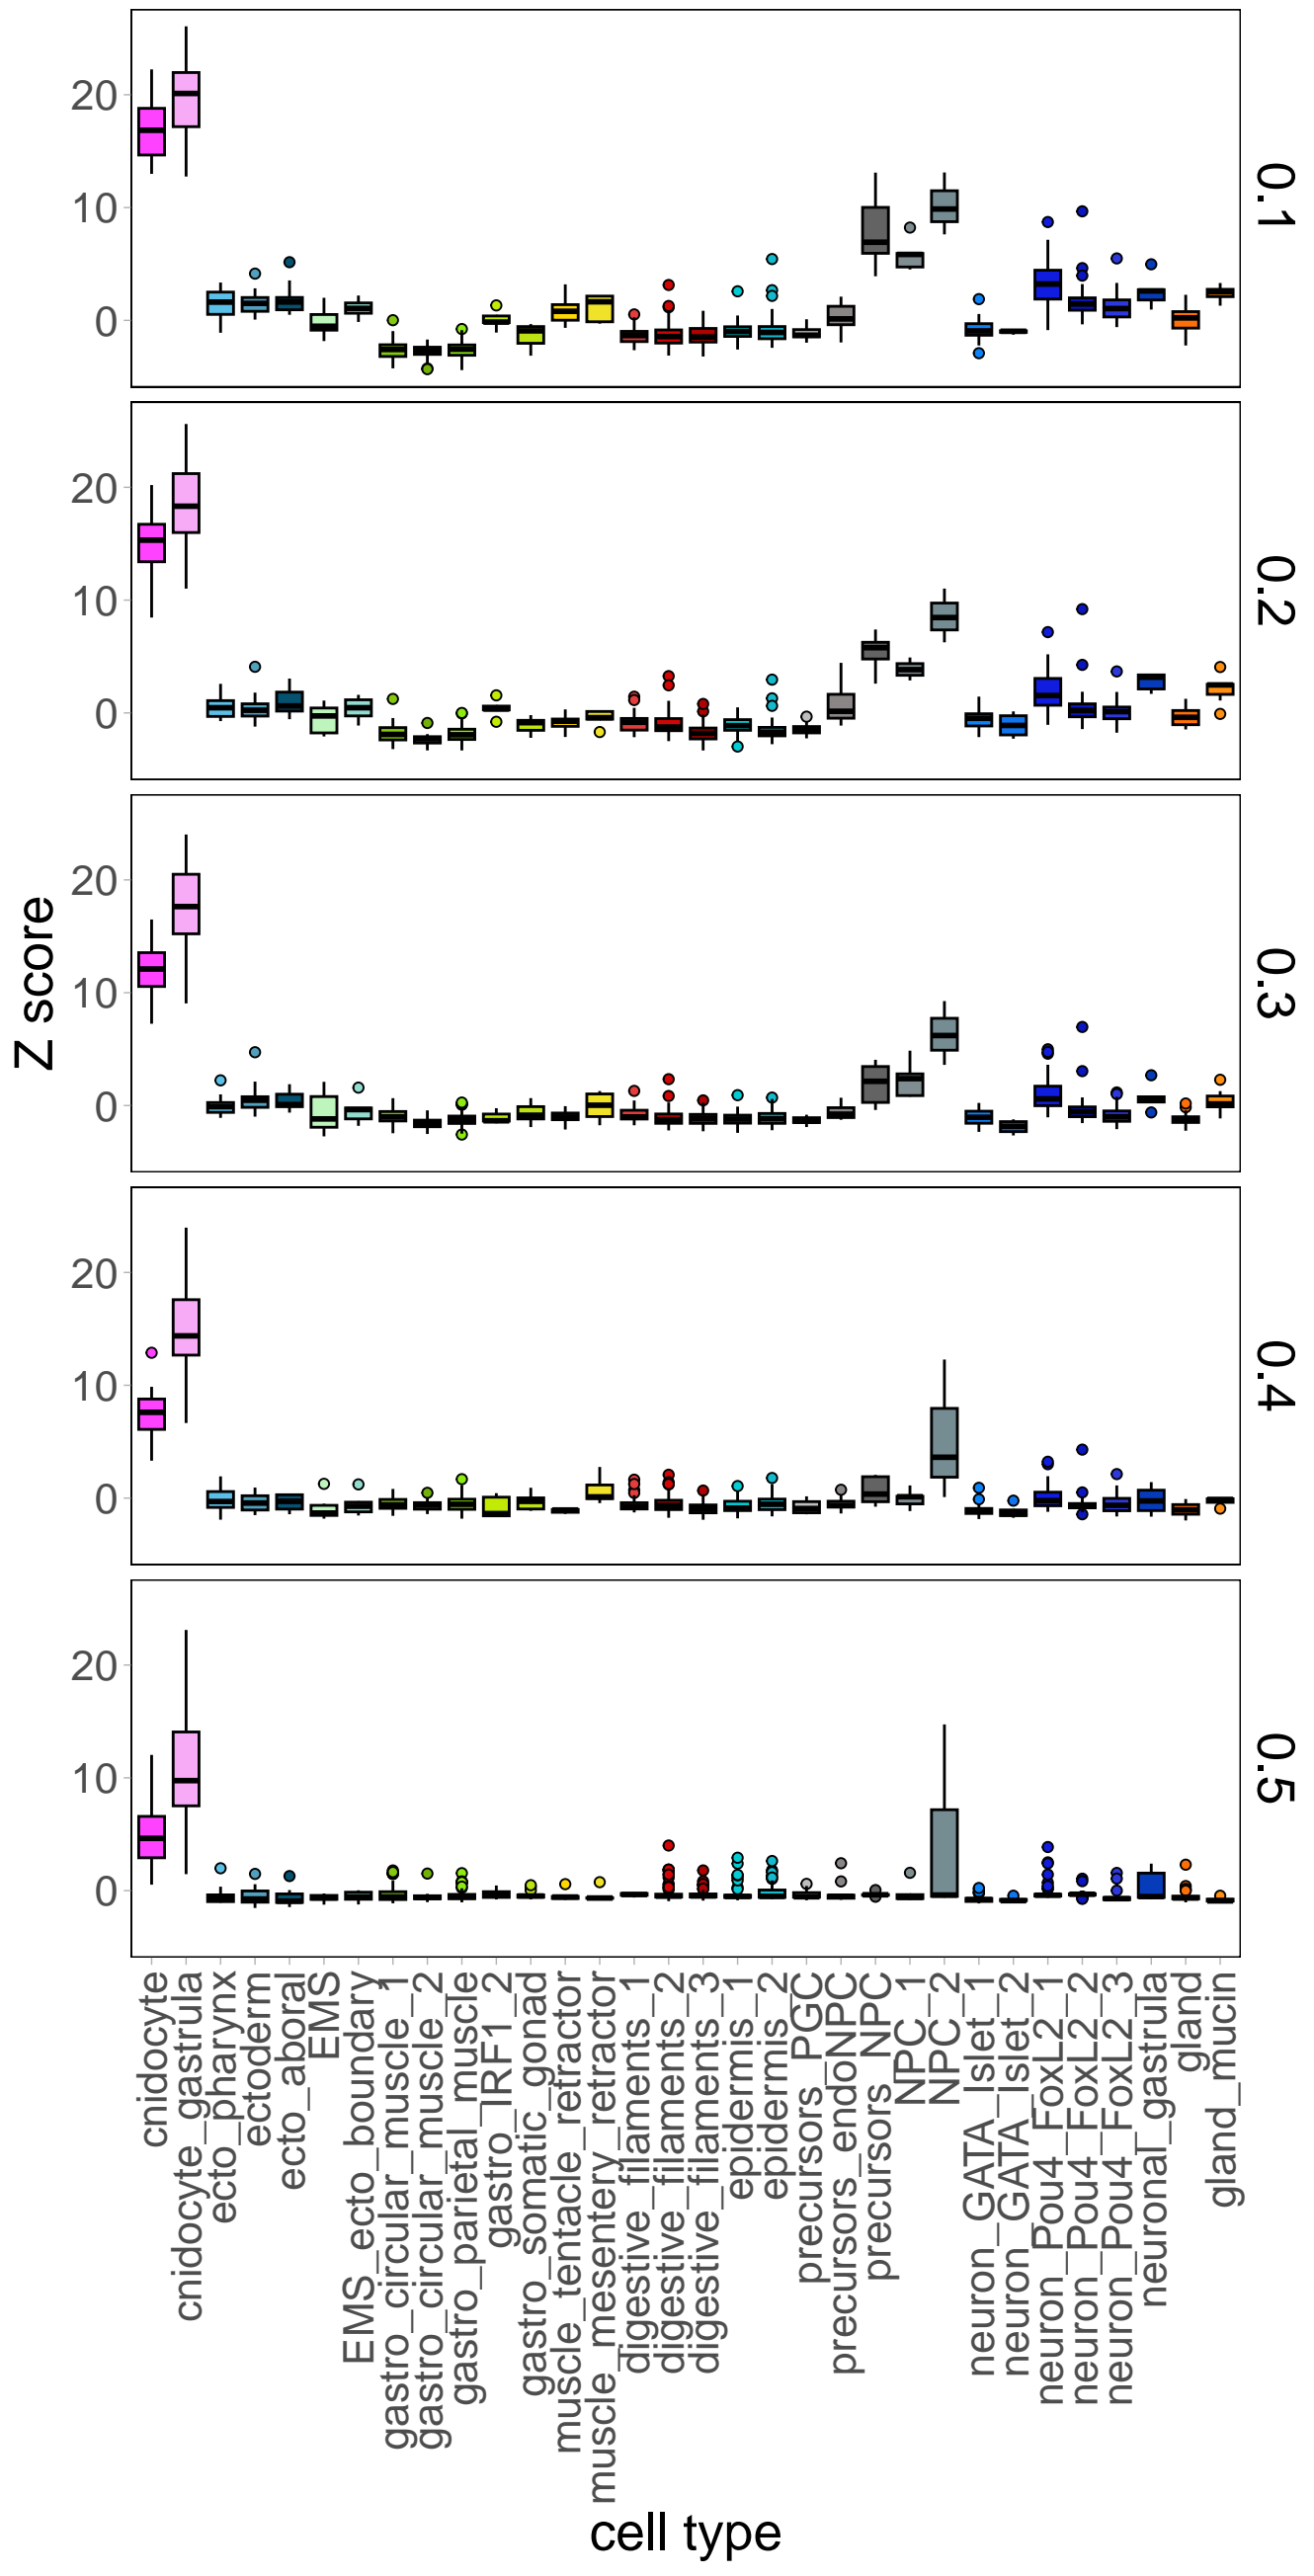 20
10
0
0.1
20
10
0
0.2
Z score
20
10
0
0.3
20
10
0
0.4
20
10
0
0.5
cnidocyte
cnidocyte_gastrula
ecto_pharynx
ectoderm
ecto_aboral
EMS
EMS_ecto_boundary
gastro_circular_muscle_1
gastro_circular_muscle_2
gastro_parietal_muscle
gastro_IRF1_2
gastro_somatic_gonad
muscle_tentacle_retractor
muscle_mesentery_retractor
digestive_filaments_1
digestive_filaments_2
digestive_filaments_3
epidermis_1
epidermis_2
precursors_PGC
precursors_endoNPC
precursors_NPC
NPC_1
NPC_2
neuron_GATA_Islet_1
neuron_GATA_Islet_2
neuron_Pou4_FoxL2_1
neuron_Pou4_FoxL2_2
neuron_Pou4_FoxL2_3
neuronal_gastrula
gland
gland_mucin
cell type